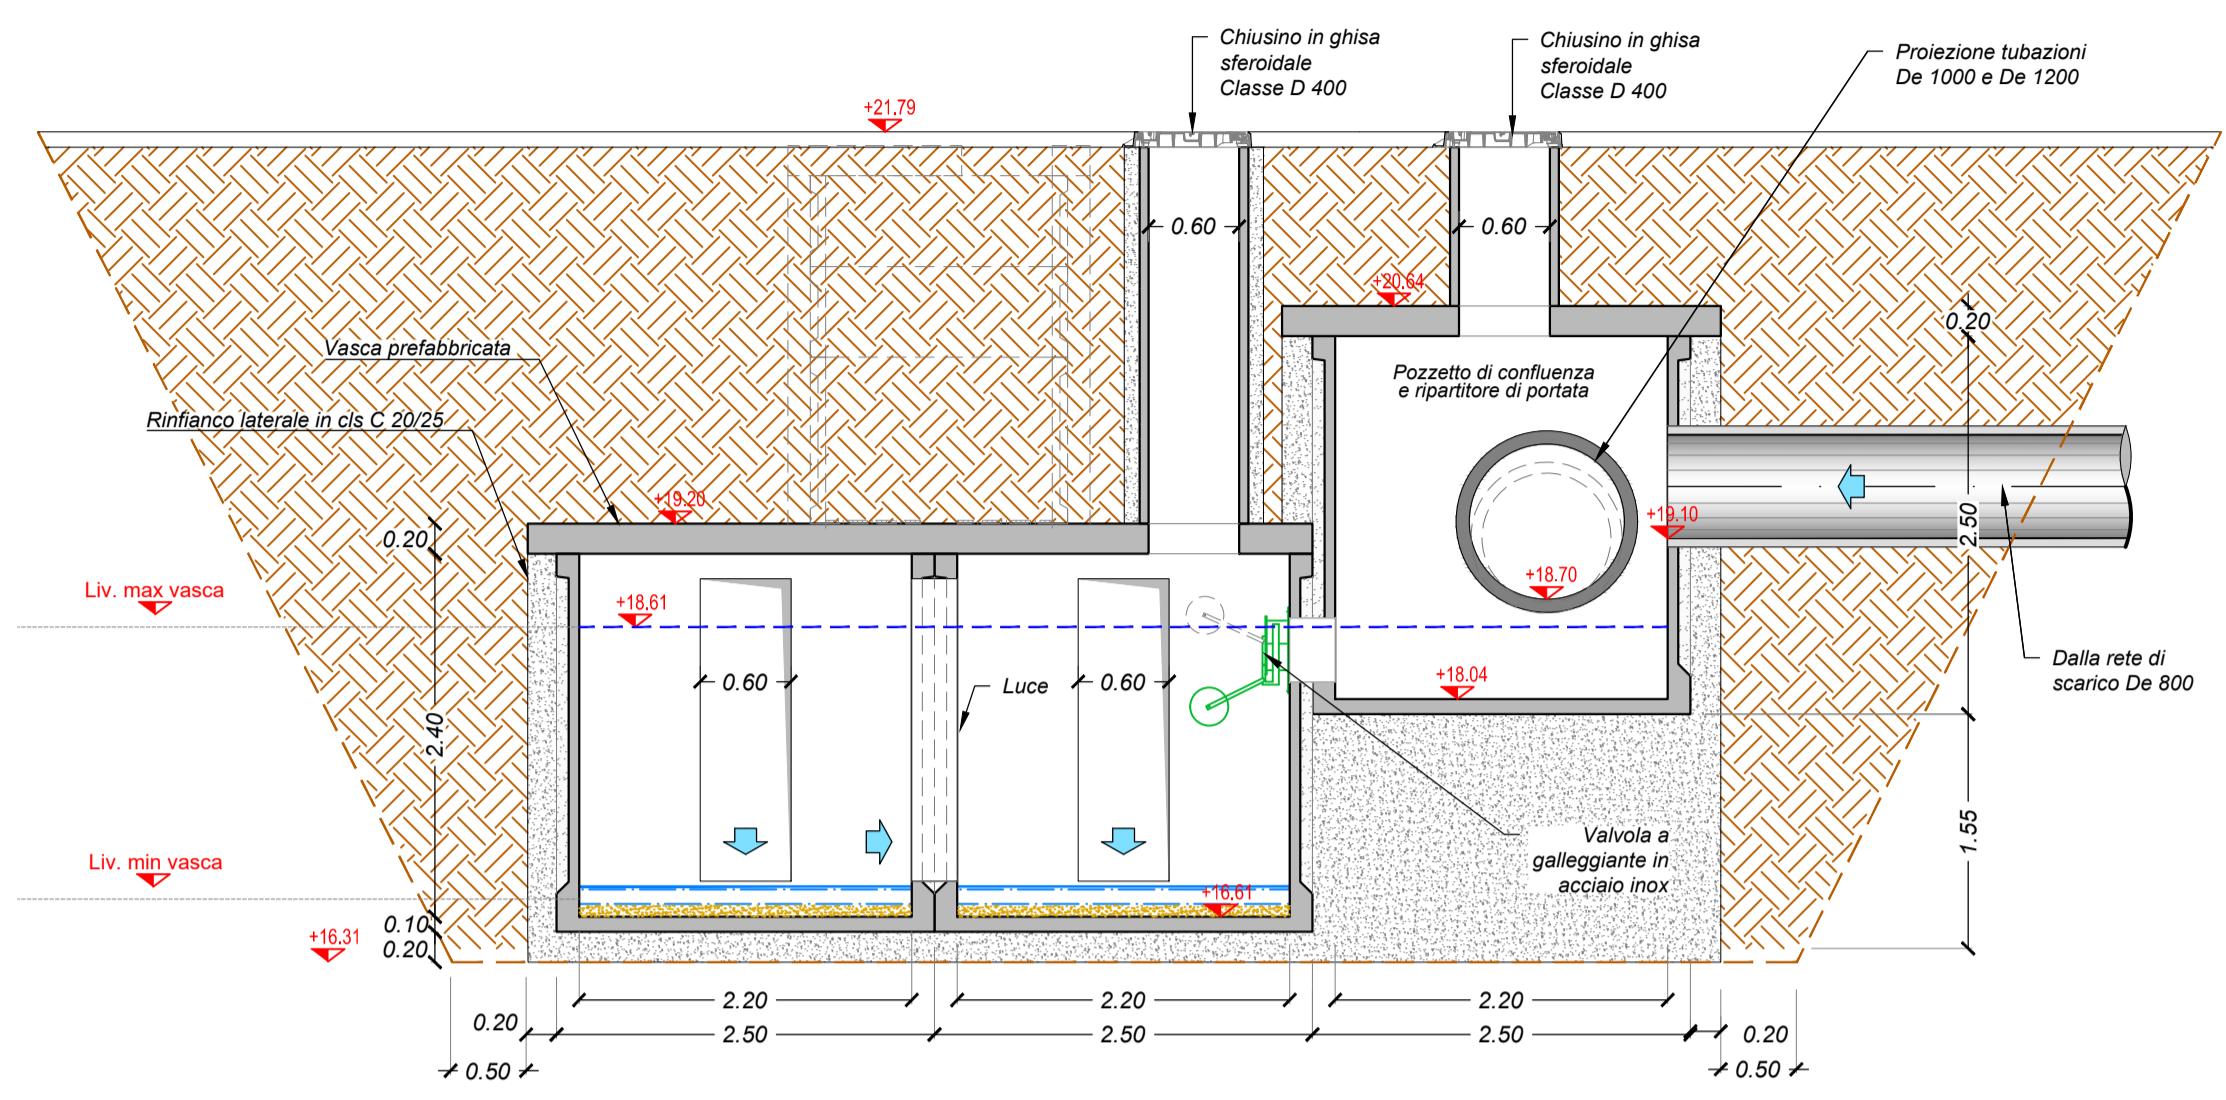 Chiusino in ghisa
sferoidale
Classe D 400
Chiusino in ghisa
sferoidale
Classe D 400
Proiezione tubazioni
De 1000 e De 1200
+21.79
0.60
0.60
+20.64
0.20
Vasca prefabbricata
Pozzetto di confluenza
e ripartitore di portata
Rinfianco laterale in cls C 20/25
+19.20
+19.10
2.50
0.20
Liv. max vasca
+18.61
+18.70
0.60
0.60
Luce
+18.04
Dalla rete di
scarico De 800
2.40
Valvola a
galleggiante in
acciaio inox
1.55
Liv. min vasca
+16.61
0.10
+16.31
0.20
2.20
2.20
2.20
0.20
2.50
2.50
2.50
0.20
0.50
0.50